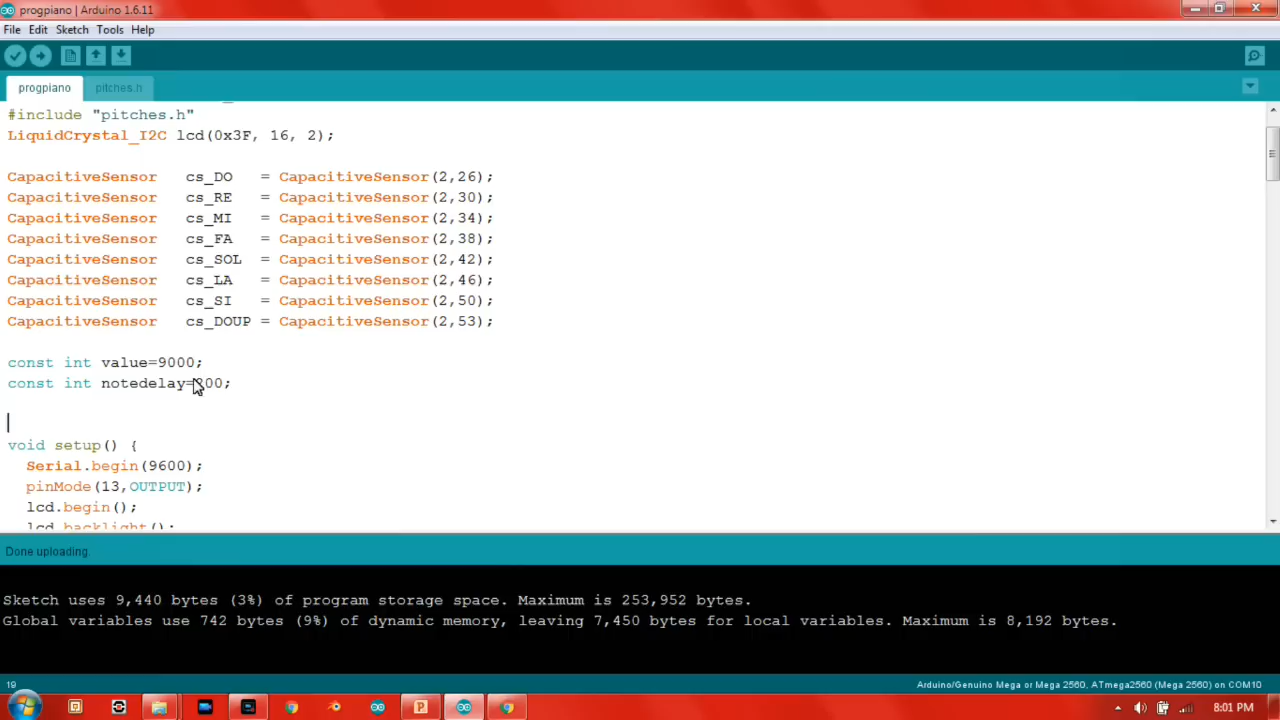 progpiano | Arduino 1.6.11
File Edit Sketch Tools Help
progpiano pitches.h
#include "pitches.h"
LiquidCrystal_I2C lcd(0x3F, 16, 2);
CapacitiveSensor cs_DO = CapacitiveSensor(2,26);
CapacitiveSensor cs_RE = CapacitiveSensor(2,30);
CapacitiveSensor cs_MI = CapacitiveSensor(2,34);
CapacitiveSensor cs_FA = CapacitiveSensor(2,38);
CapacitiveSensor cs_SOL = CapacitiveSensor(2,42);
CapacitiveSensor cs_LA = CapacitiveSensor(2,46);
CapacitiveSensor cs_SI = CapacitiveSensor(2,50);
CapacitiveSensor cs_DOUP = CapacitiveSensor(2,53);
const int value=9000;
const int
void setup() {
Serial.begin(9600);
pinMode(13,OUTPUT);
lcd.begin();
lcd.backlight();
Done uploading.
Sketch uses 9,440 bytes (3%) of program storage space. Maximum is 253,952 bytes.
Global variables use 742 bytes (9%) of dynamic memory, leaving 7,450 bytes for local variables. Maximum is 8,192 bytes.
19 Arduino/Genuino Mega or Mega 2560, ATmega2560 (Mega 2560) on COM10
8:01 PM